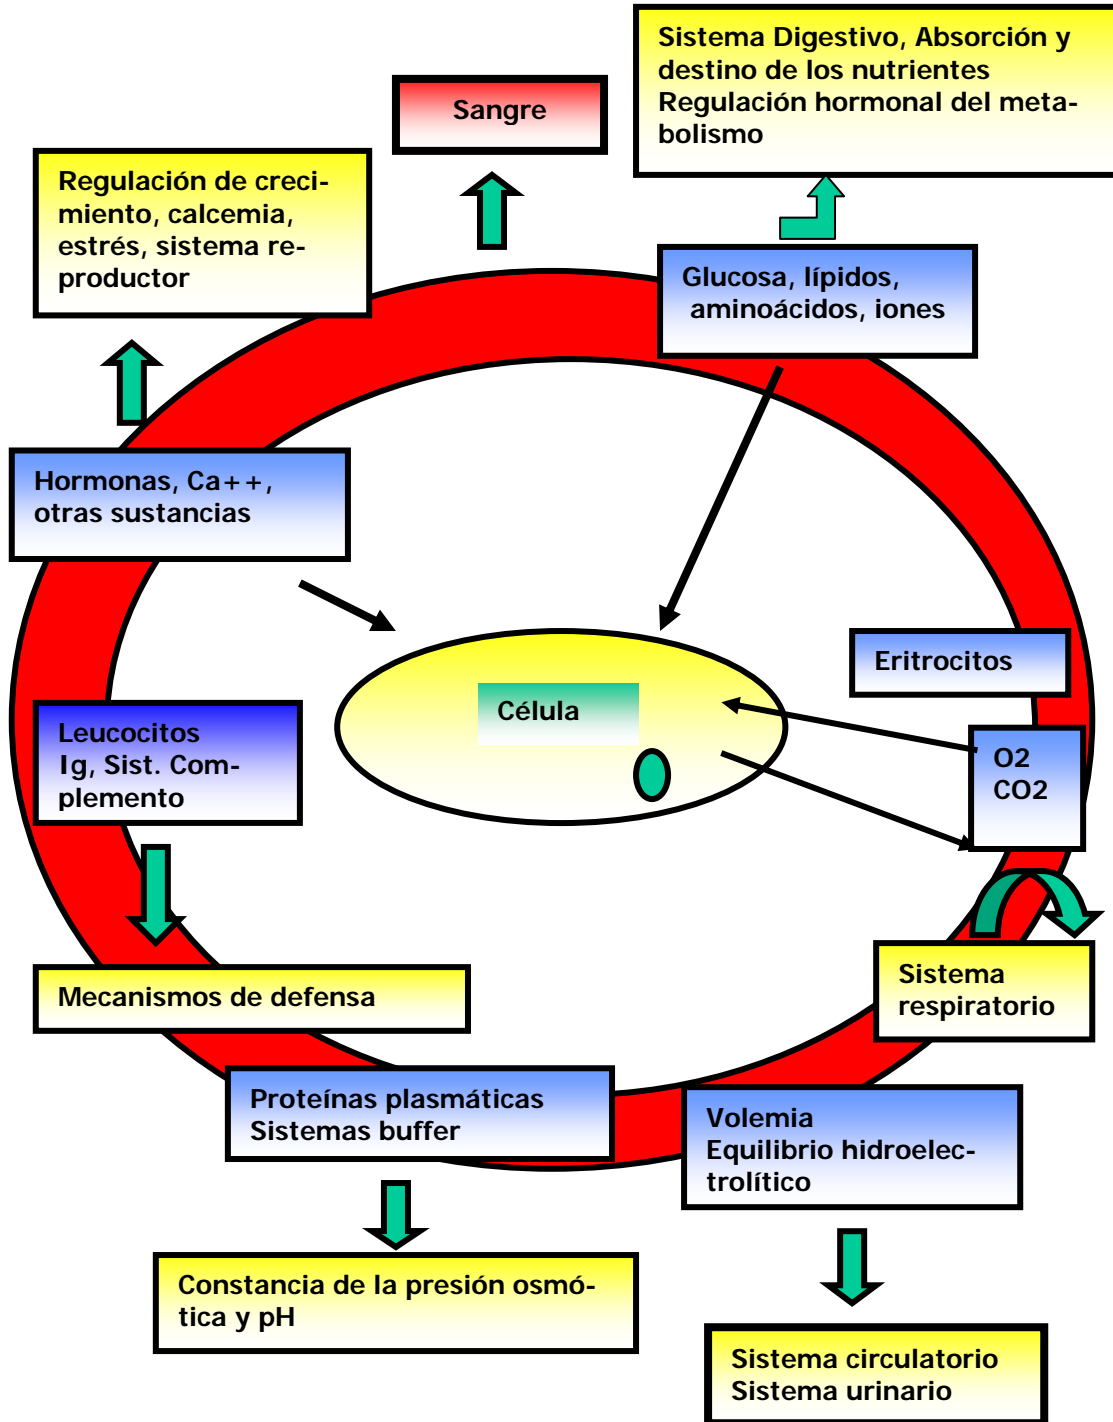 Sistema Digestivo, Absorción y
destino de los nutrientes
Regulación hormonal del meta-
bolismo
Sangre
Regulación de creci-
miento, calcemia,
estrés, sistema re-
productor
Glucosa, lípidos,
aminoácidos, iones
Hormonas, Ca++,
otras sustancias
Eritrocitos
Célula
Leucocitos
Ig, Sist. Com-
plemento
O2
CO2
Sistema
respiratorio
Mecanismos de defensa
Proteínas plasmáticas
Sistemas buffer
Volemia
Equilibrio hidroelec-
trolítico
Constancia de la presión osmó-
tica y pH
Sistema circulatorio
Sistema urinario